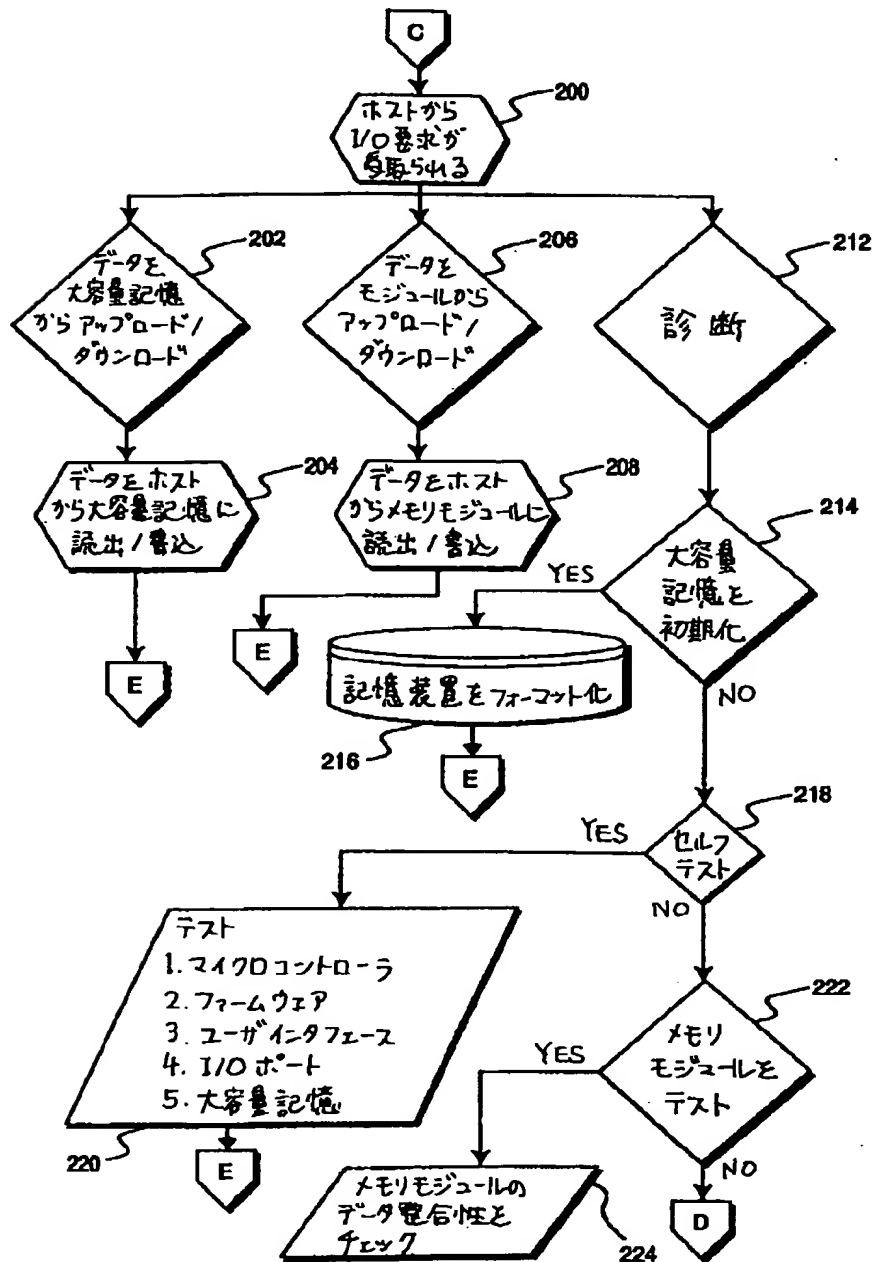 C
200
ホストから
I/O要求が
受取られる
202
データを
大容量記憶
からアップロード/
ダウンロード
206
データを
モジュールから
アップロード/
ダウンロード
212
診断
204
データをホスト
から大容量記憶に
読出/書込
208
データをホスト
からメモリモジュールに
読出/書込
214
大容量
記憶を
初期化
YES
NO
E
E
記憶装置をフォーマット化
216
E
218
セルフ
テスト
YES
NO
テスト
1.マイクロコントローラ
2.ファームウェア
3.ユーザインタフェース
4.I/Oポート
5.大容量記憶
220
E
222
メモリ
モジュールを
テスト
YES
NO
メモリモジュールの
データ整合性を
チェック
224
D